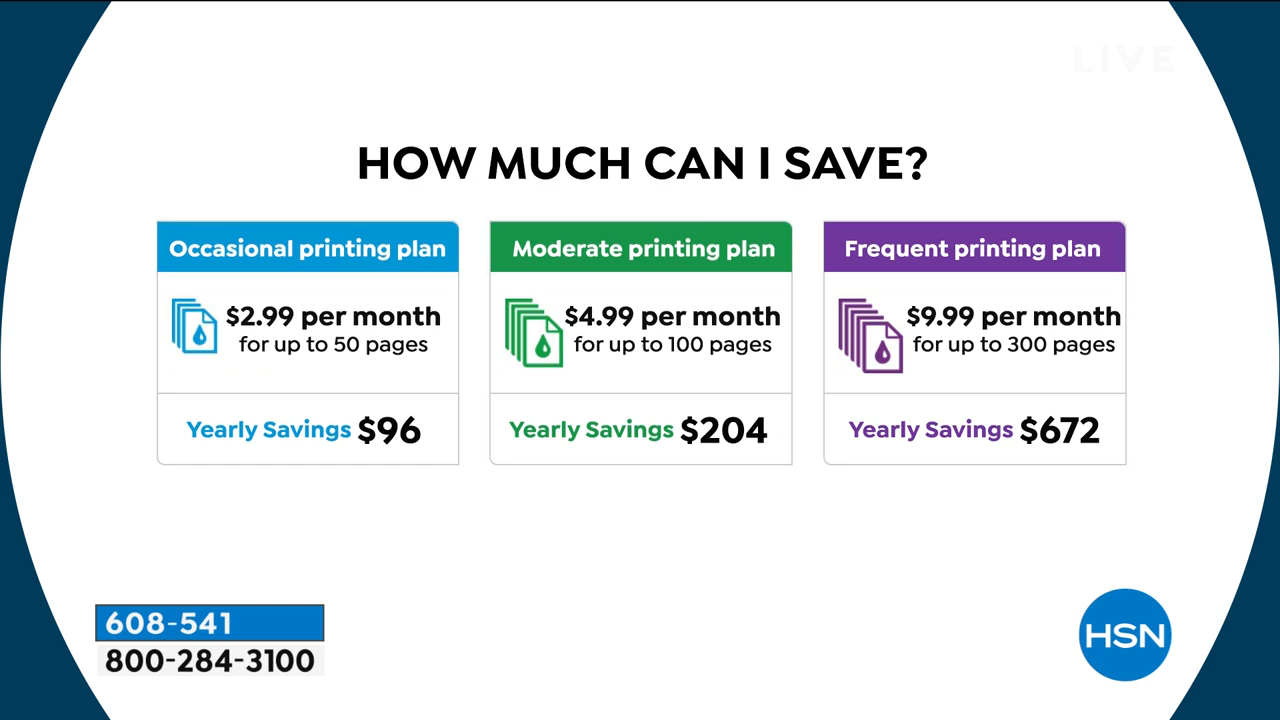 LIVE
HOW MUCH CAN I SAVE?
Occasional printing plan
$2.99 per month
for up to 50 pages
Yearly Savings $96
Moderate printing plan
$4.99 per month
for up to 100 pages
Yearly Savings $204
Frequent printing plan
$9.99 per month
for up to 300 pages
Yearly Savings $672
608-541
800-284-3100
HSN